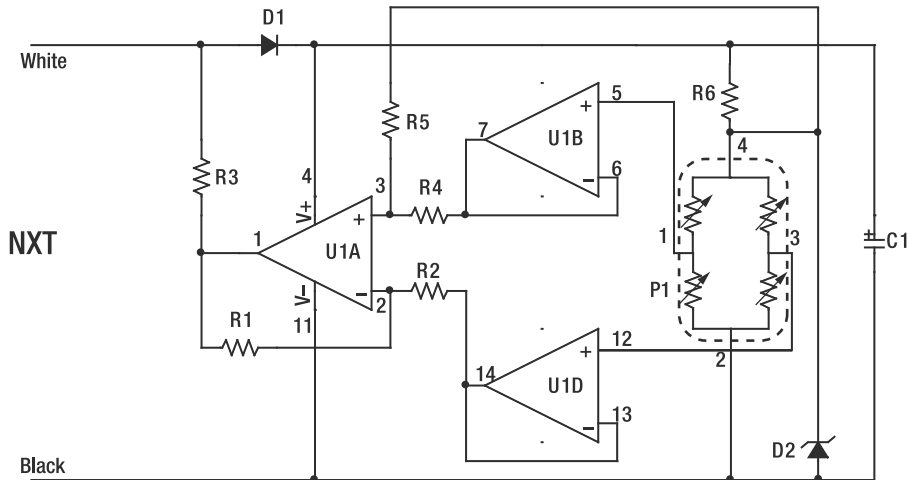 D1
White
R6
R5
5
+
7
U1B
4
6
−
R3
4
3
R4
V+
+
1
3
1
U1A
C1
+
NXT
R2
P1
V−
−
2
R1
11
12
2
+
14
U1D
13
−
D2
Black